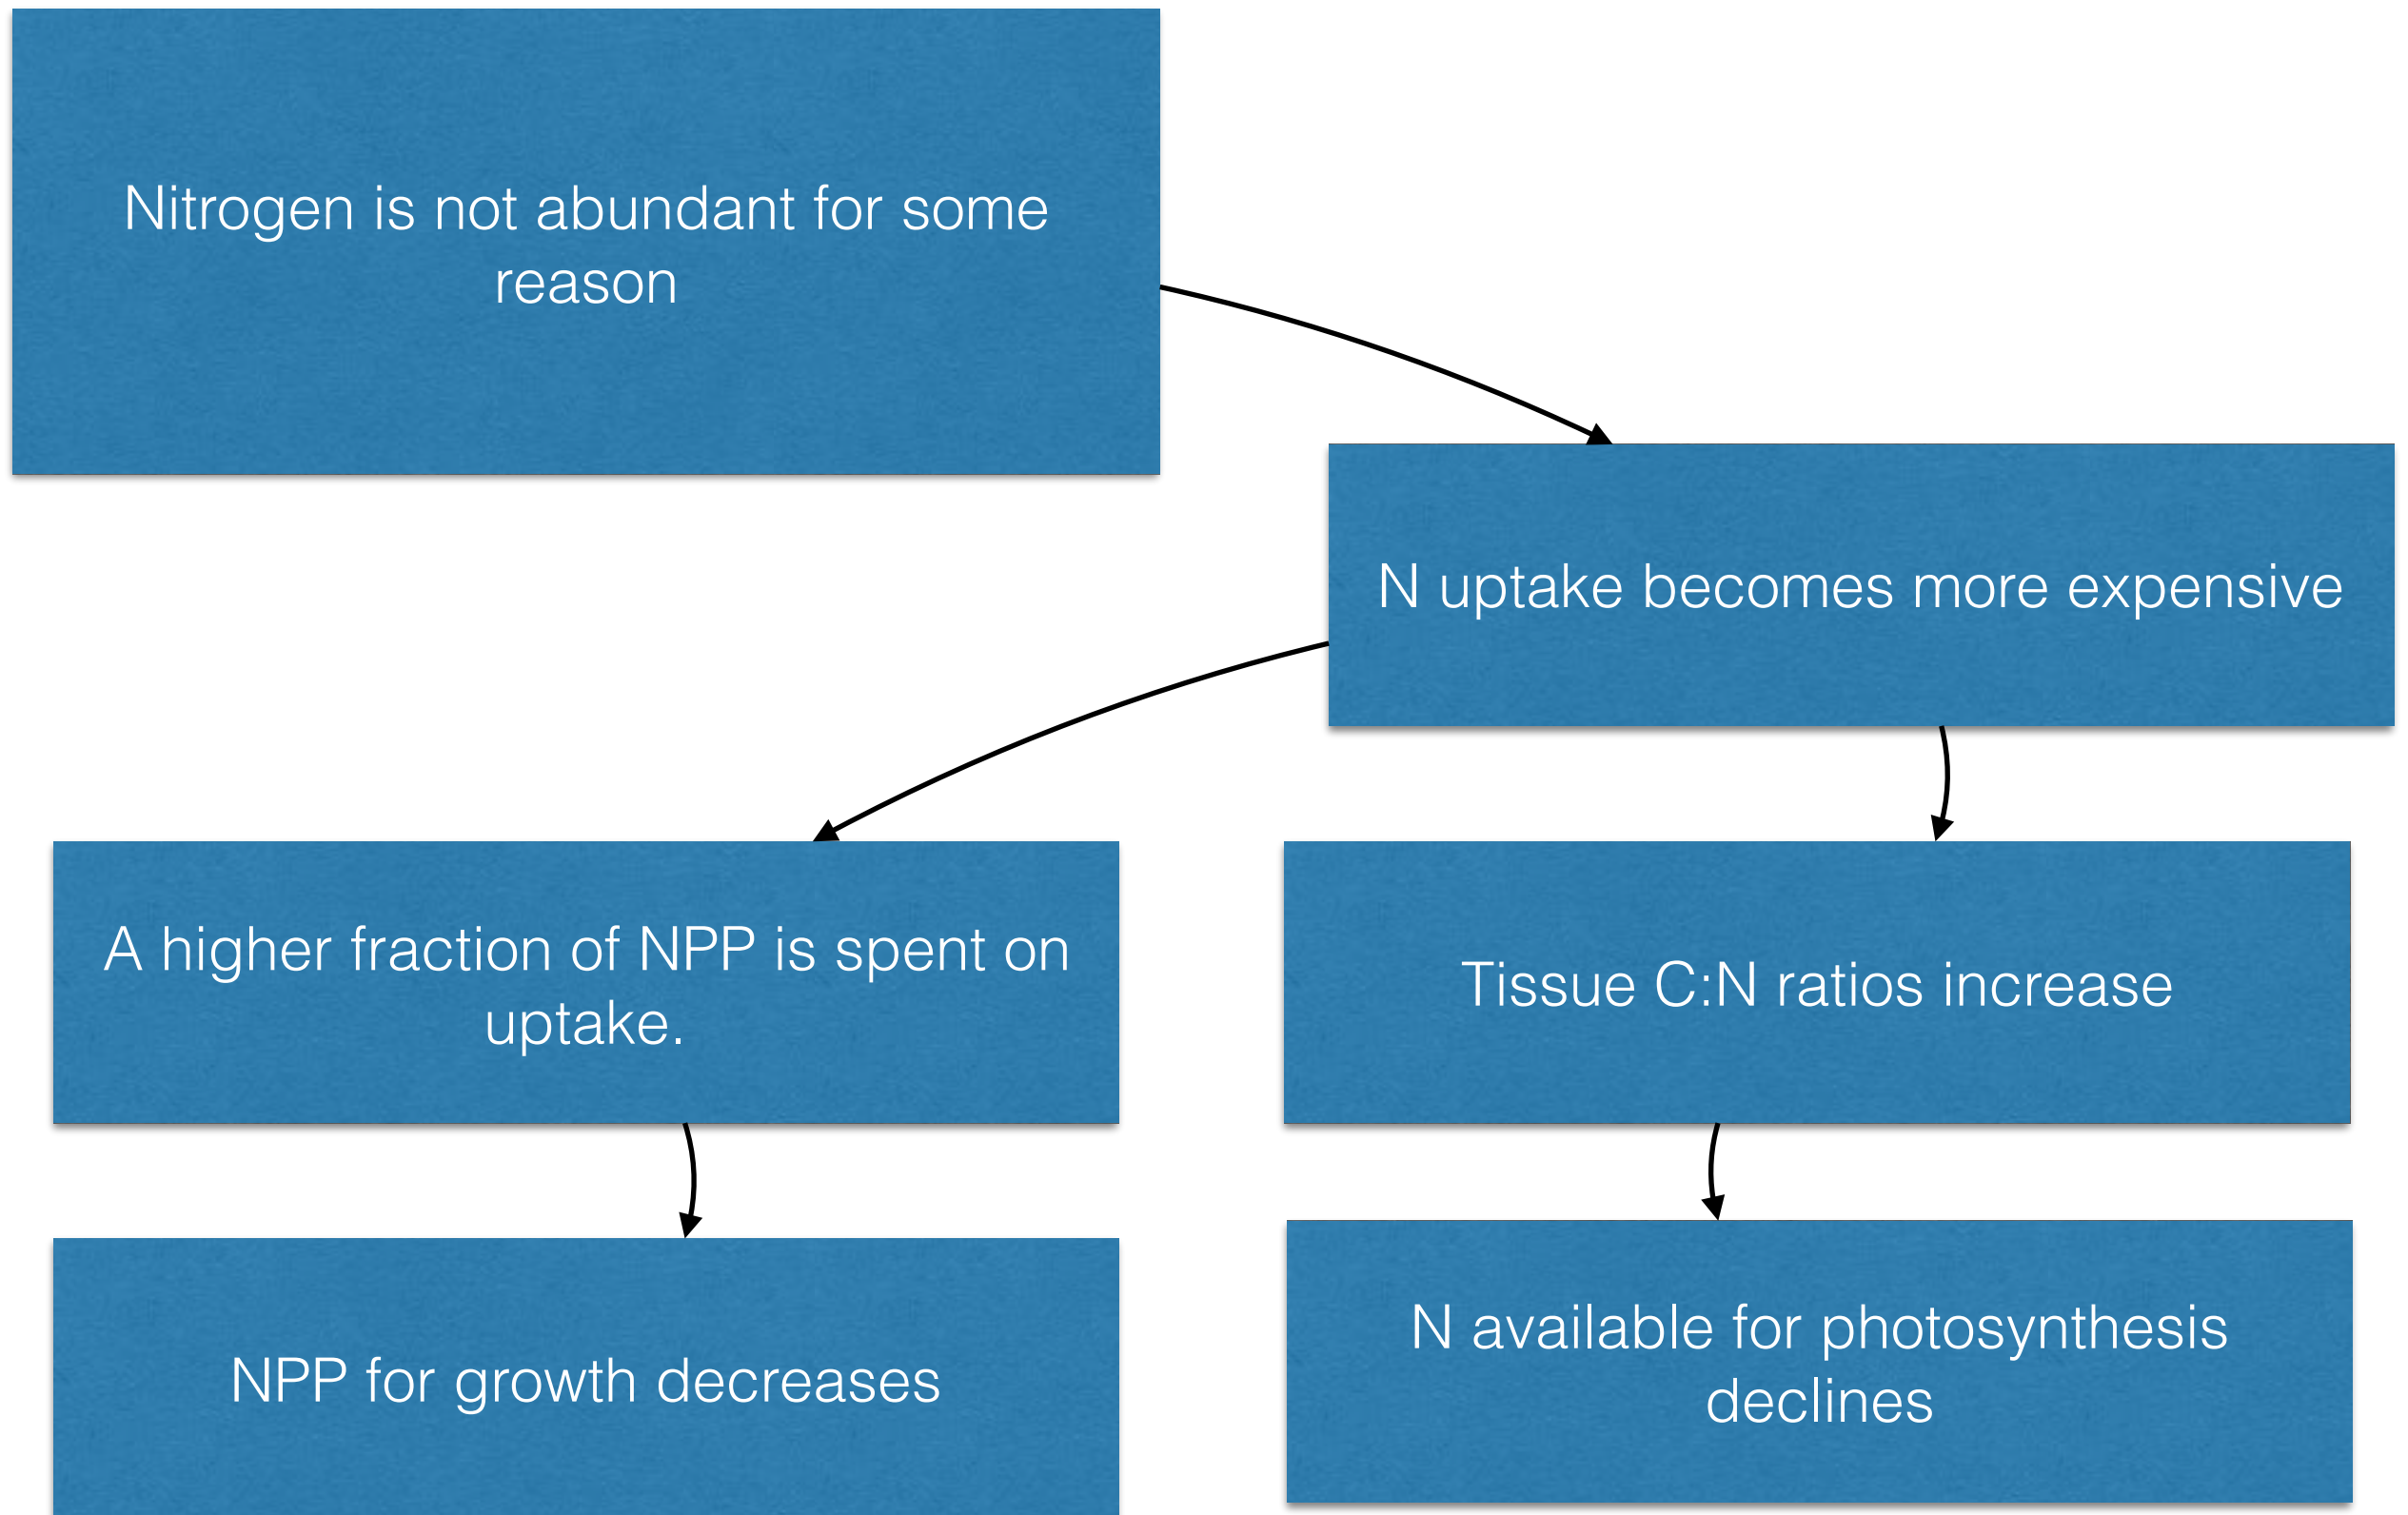 Nitrogen is not abundant for some
reason
N uptake becomes more expensive
A higher fraction of NPP is spent on
uptake.
Tissue C:N ratios increase
NPP for growth decreases
N available for photosynthesis
declines